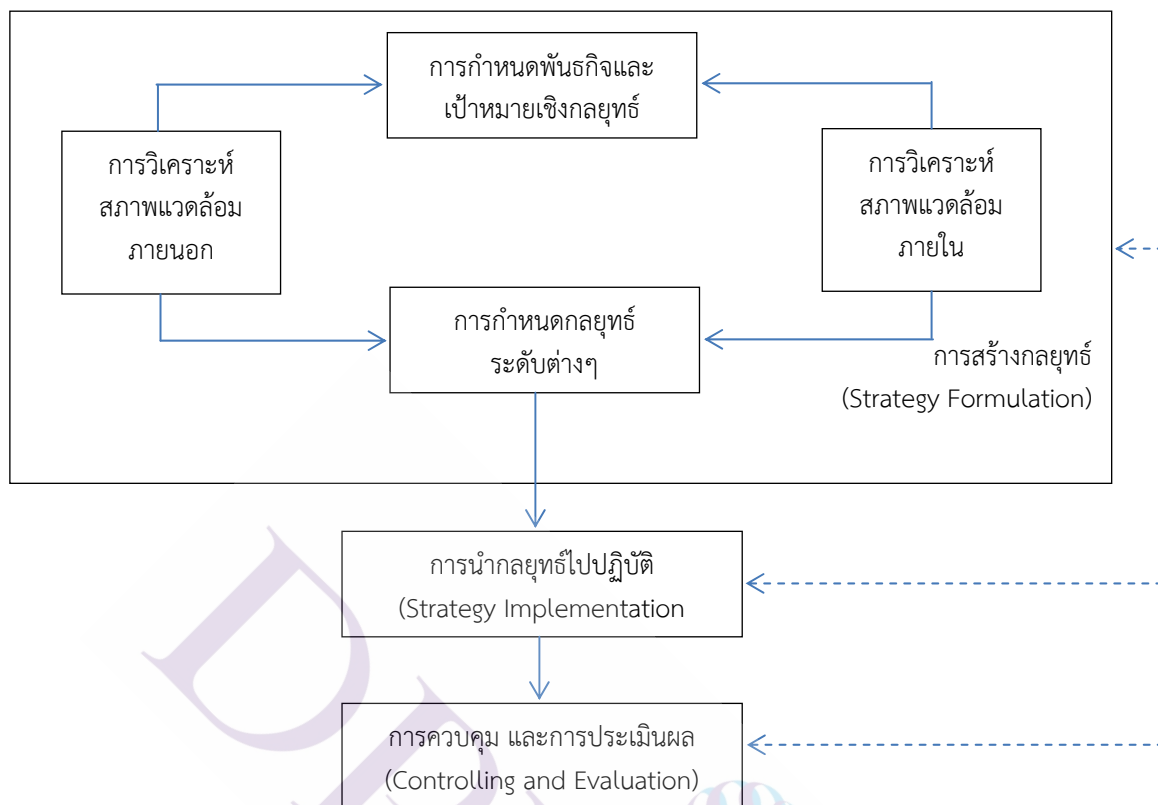 การกำหนดพันธกิจและ
เป้าหมายเชิงกลยุทธ์
การวิเคราะห์
สภาพแวดล้อม
ภายนอก
การวิเคราะห์
สภาพแวดล้อม
ภายใน
การกำหนดกลยุทธ์
ระดับต่างๆ
การสร้างกลยุทธ์
(Strategy Formulation)
การนำกลยุทธ์ไปปฏิบัติ
(Strategy Implementation
การควบคุม และการประเมินผล
(Controlling and Evaluation)